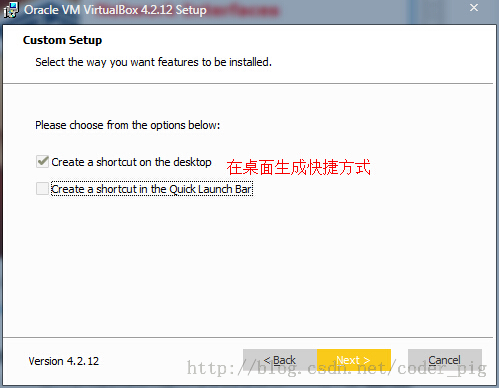 Oracle VM VirtualBox 4.2.12 Setup
Custom Setup
Select the way you want features to be installed.
Please choose from the options below:
Create a shortcut on the desktop 在桌面生成快捷方式
Create a shortcut in the Quick Launch Bar
Version 4.2.12 < Back Next > Cancel
http://blog.csdn.net/coder_pig